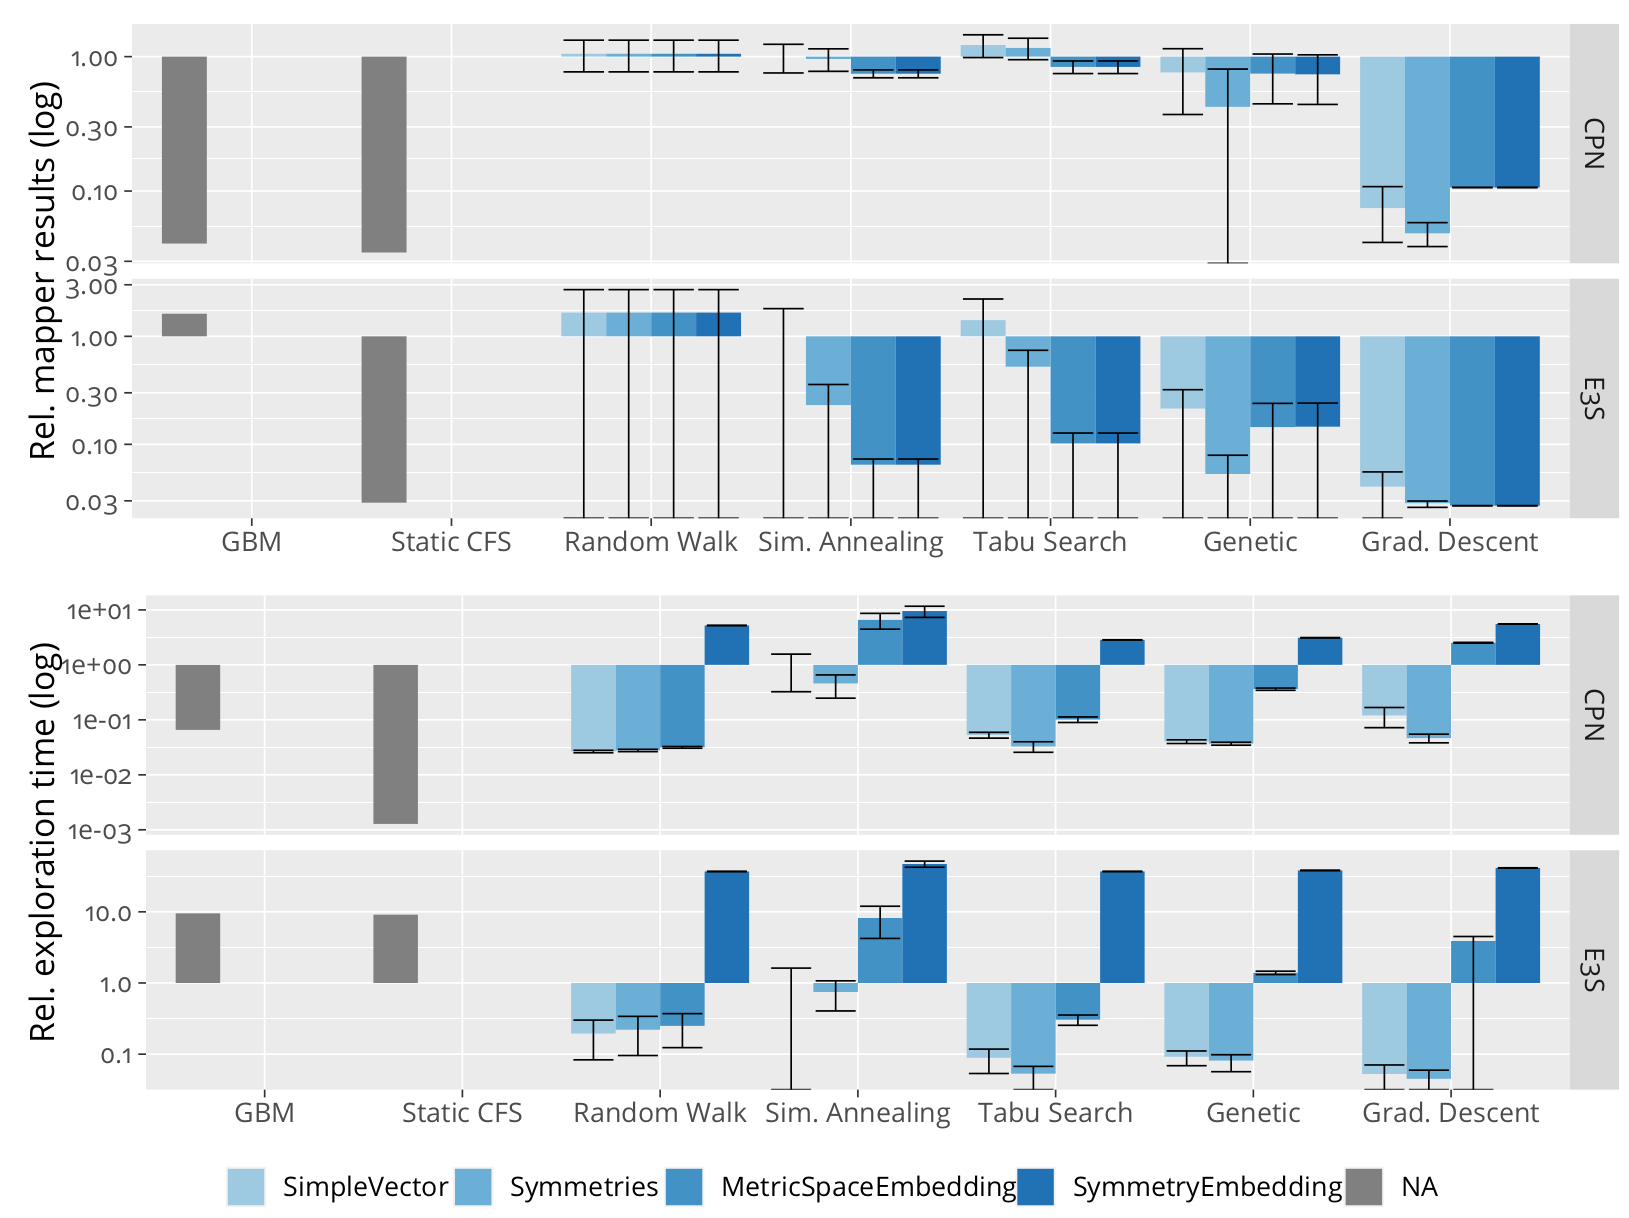 Rel. mapper results (log)
1.00
0.30
0.10
0.03
CPN
3.00
1.00
0.30
0.10
0.03
E3S
GBM Static CFS Random Walk Sim. Annealing Tabu Search Genetic Grad. Descent
Rel. exploration time (log)
1e+01
1e+00
1e-01
1e-02
1e-03
CPN
10.0
1.0
0.1
E3S
GBM Static CFS Random Walk Sim. Annealing Tabu Search Genetic Grad. Descent
SimpleVector Symmetries MetricSpaceEmbedding SymmetryEmbedding NA